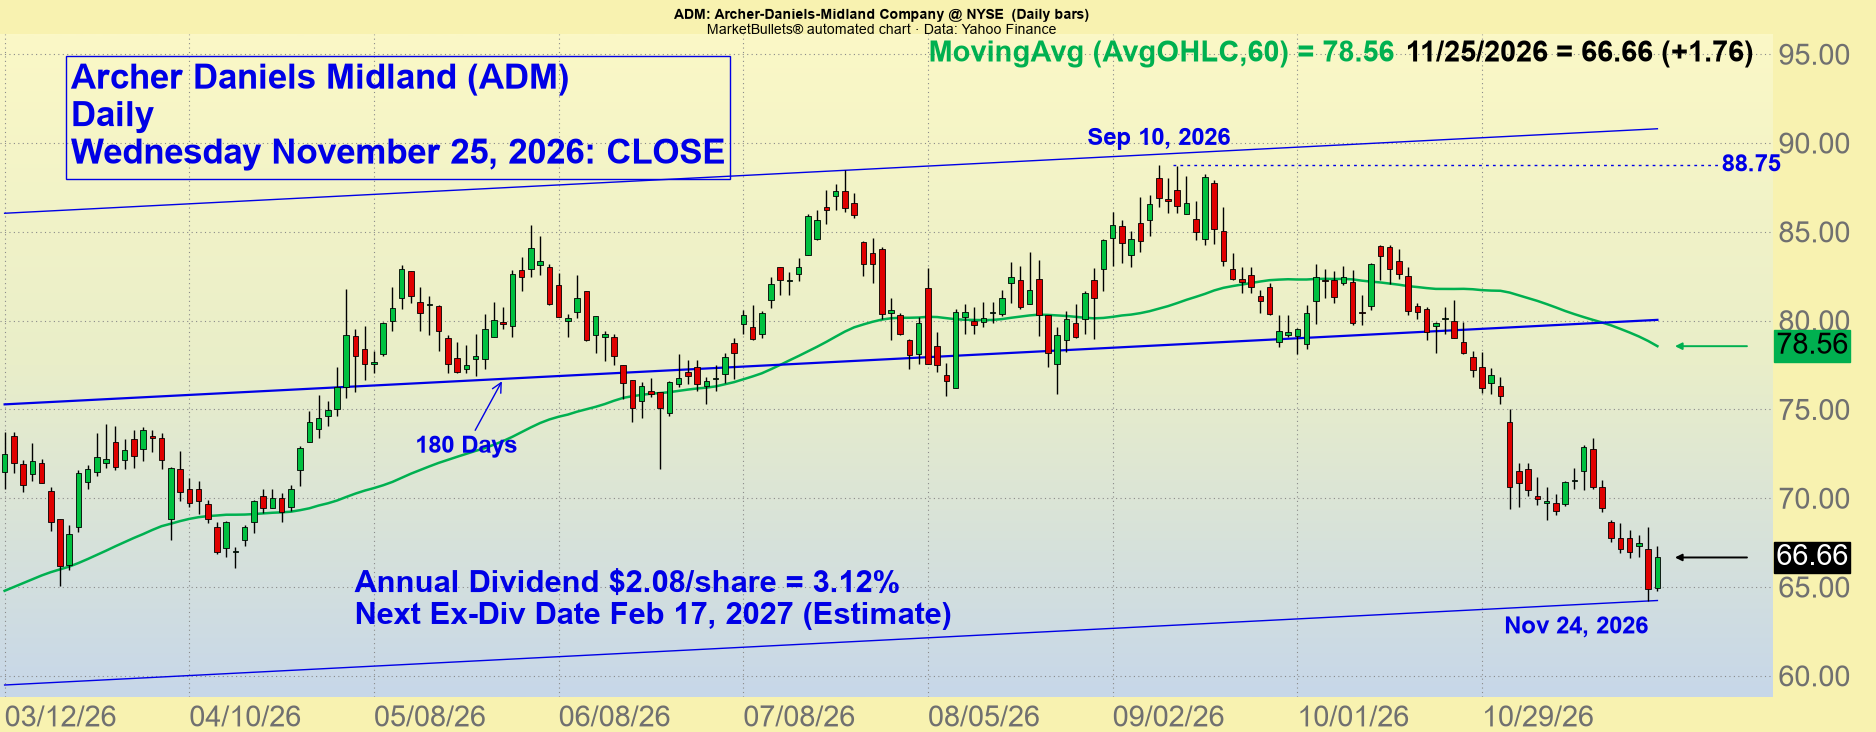 ADM: Archer-Daniels-Midland Company @ NYSE (Daily bars)
MarketBullets® automated chart · Data: Yahoo Finance
MovingAvg (AvgOHLC,60) = 78.56 11/25/2026 = 66.66 (+1.76)
Archer Daniels Midland (ADM)
Daily
Wednesday November 25, 2026: CLOSE
Sep 10, 2026
88.75
180 Days
Annual Dividend $2.08/share = 3.12%
Next Ex-Div Date Feb 17, 2027 (Estimate)
Nov 24, 2026
95.00
90.00
85.00
80.00
78.56
75.00
70.00
66.66
65.00
60.00
03/12/26 04/10/26 05/08/26 06/08/26 07/08/26 08/05/26 09/02/26 10/01/26 10/29/26